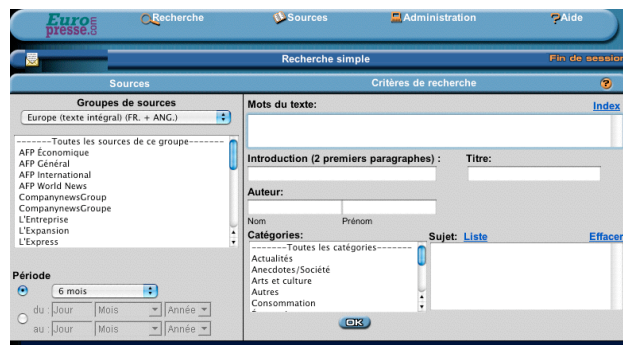 Europresse.com
Recherche
Sources
Administration
Aide
Recherche simple
Fin de session
Sources
Critères de recherche
Groupes de sources
Europe (texte intégral) (FR. + ANG.)
-------Toutes les sources de ce groupe-------
AFP Économique
AFP Général
AFP International
AFP World News
CompanynewsGroup
CompanynewsGroupe
L'Entreprise
L'Expansion
L'Express
Période
6 mois
du : Jour Mois Année
au : Jour Mois Année
Mots du texte:
Index
Introduction (2 premiers paragraphes) :
Titre:
Auteur:
Nom
Prénom
Catégories:
Sujet: Liste
Effacer
-------Toutes les catégories-------
Actualités
Anecdotes/Société
Arts et culture
Autres
Consommation
OK